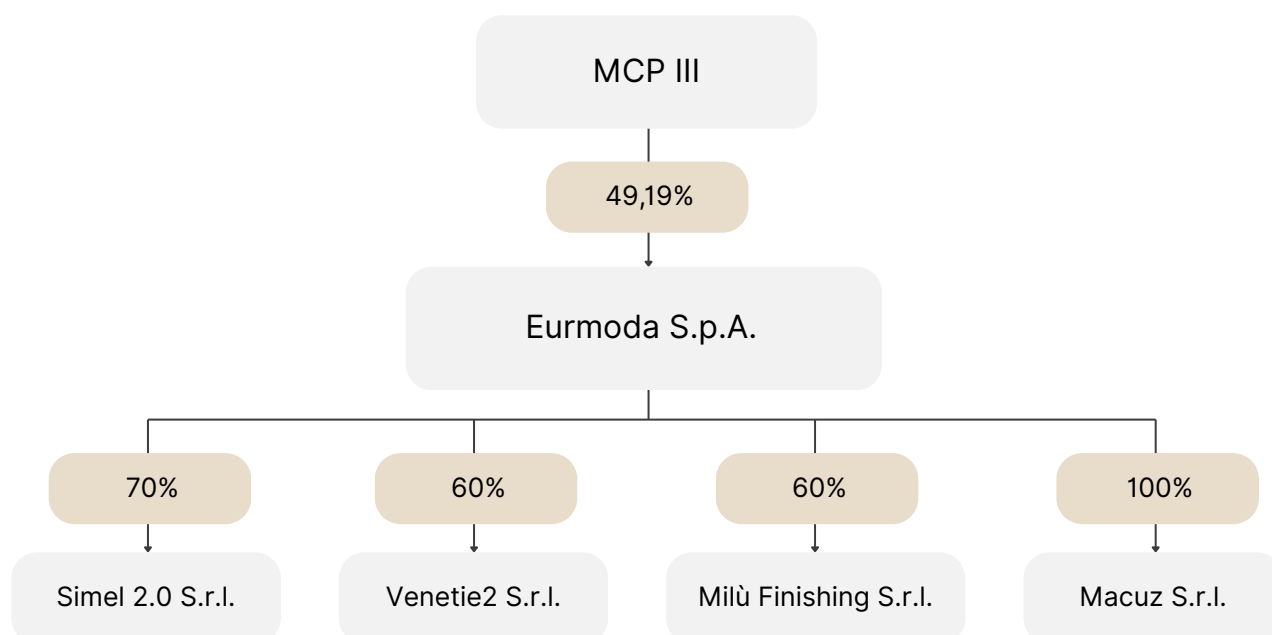 MCP III
49,19%
Eurmoda S.p.A.
70%
60%
60%
100%
Simel 2.0 S.r.l.
Venetie2 S.r.l.
Milù Finishing S.r.l.
Macuz S.r.l.